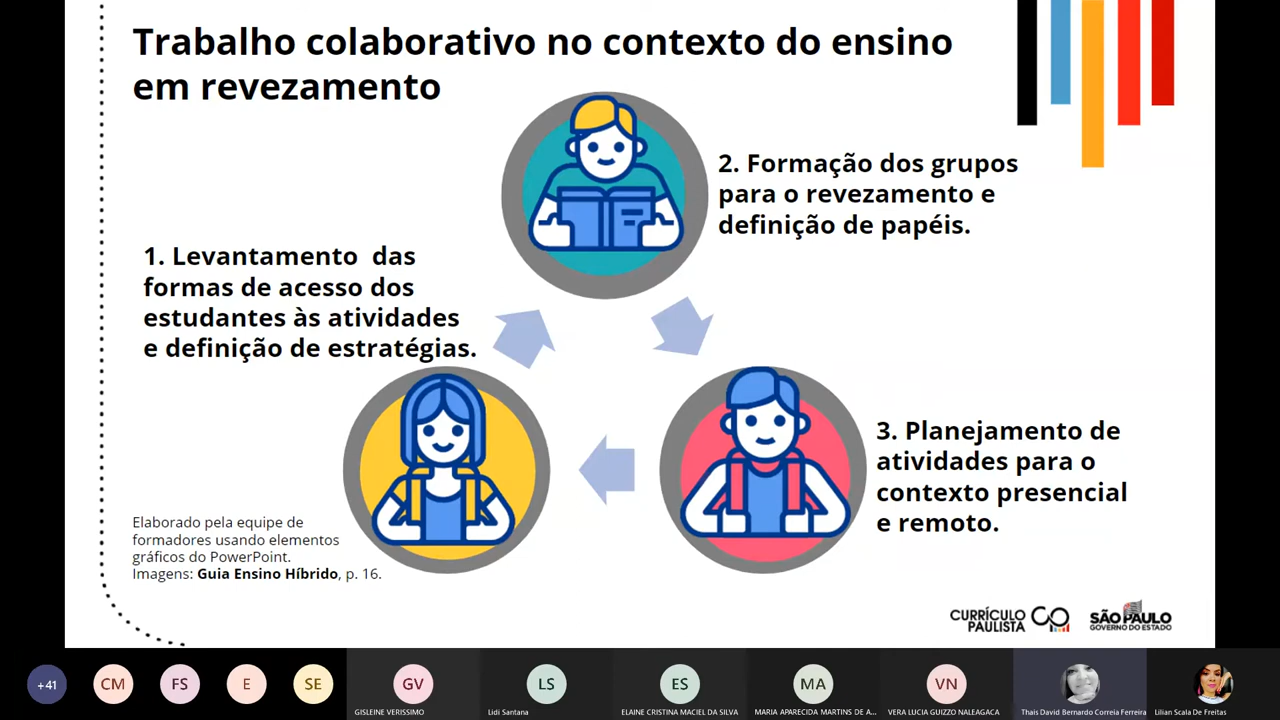 Trabalho colaborativo no contexto do ensino
em revezamento
2. Formação dos grupos
para o revezamento e
definição de papéis.
1. Levantamento das
formas de acesso dos
estudantes às atividades
e definição de estratégias.
3. Planejamento de
atividades para o
contexto presencial
e remoto.
Elaborado pela equipe de
formadores usando elementos
gráficos do PowerPoint.
Imagens: Guia Ensino Híbrido, p. 16.
CURRÍCULO
PAULISTA
SÃO PAULO
GOVERNO DO ESTADO
+41
CM
FS
E
SE
GV
LS
ES
MA
VN
GISLEINE VERISSIMO
Lidi Santana
ELAINE CRISTINA MACIEL DA SILVA
MARIA APARECIDA MARTINS DE A...
VERA LUCIA GUIZZO NALEAGACA
Thais David Bernardo Correia Ferreira
Lilian Scala De Freitas